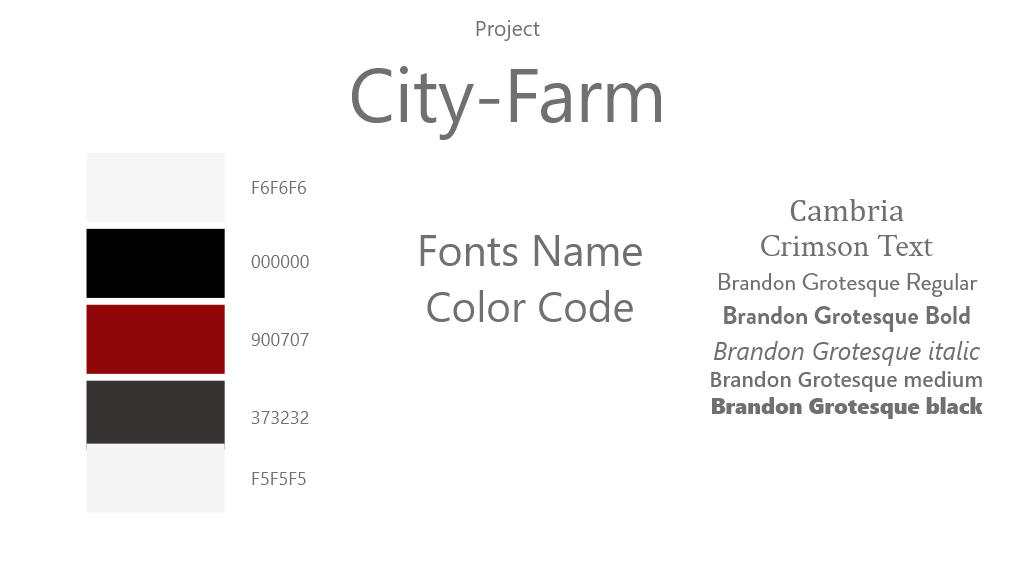 Project
City-Farm
F6F6F6
000000
900707
373232
F5F5F5
Fonts Name
Color Code
Cambria
Crimson Text
Brandon Grotesque Regular
Brandon Grotesque Bold
Brandon Grotesque italic
Brandon Grotesque medium
Brandon Grotesque black